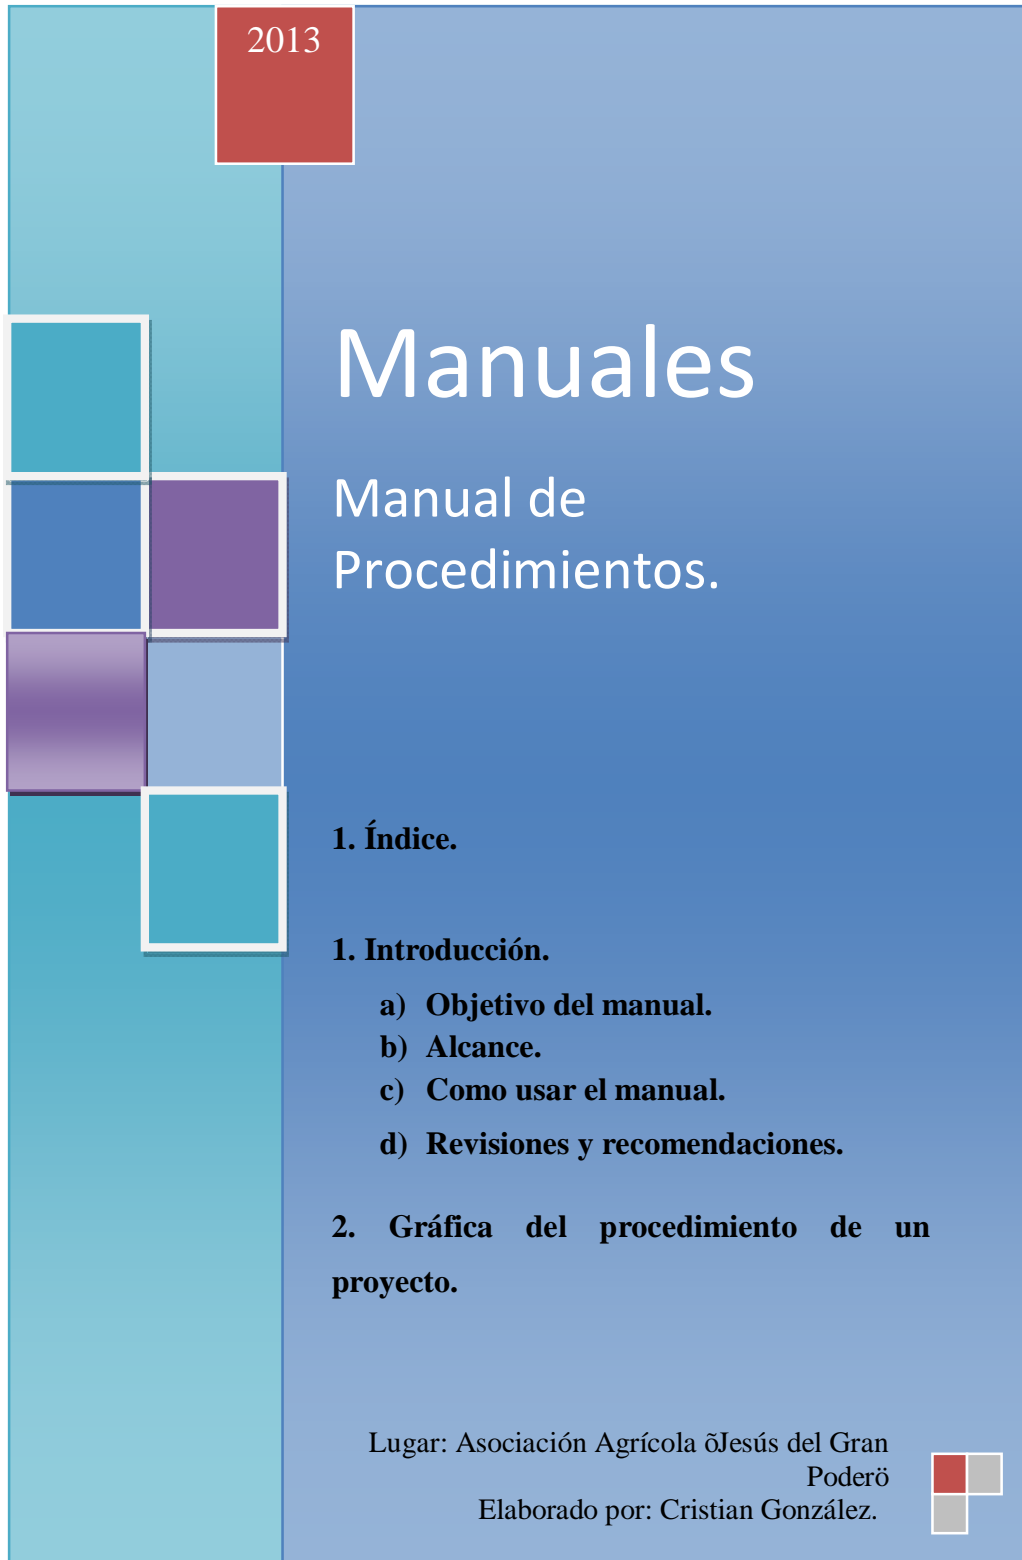 2013
Manuales
Manual de
Procedimientos.
1. Índice.
1. Introducción.
a) Objetivo del manual.
b) Alcance.
c) Como usar el manual.
d) Revisiones y recomendaciones.
2. Gráfica del procedimiento de un
proyecto.
Lugar: Asociación Agrícola õJesús del Gran
Poderö
Elaborado por: Cristian González.